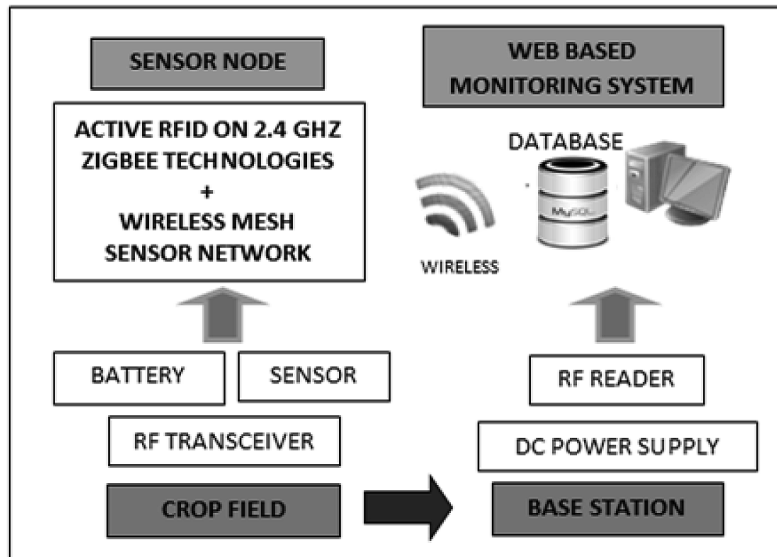 SENSOR NODE
ACTIVE RFID ON 2.4 GHZ
ZIGBEE TECHNOLOGIES
+
WIRELESS MESH
SENSOR NETWORK
BATTERY
SENSOR
RF TRANSCEIVER
CROP FIELD
WEB BASED
MONITORING SYSTEM
DATABASE
MySQL
WIRELESS
RF READER
DC POWER SUPPLY
BASE STATION